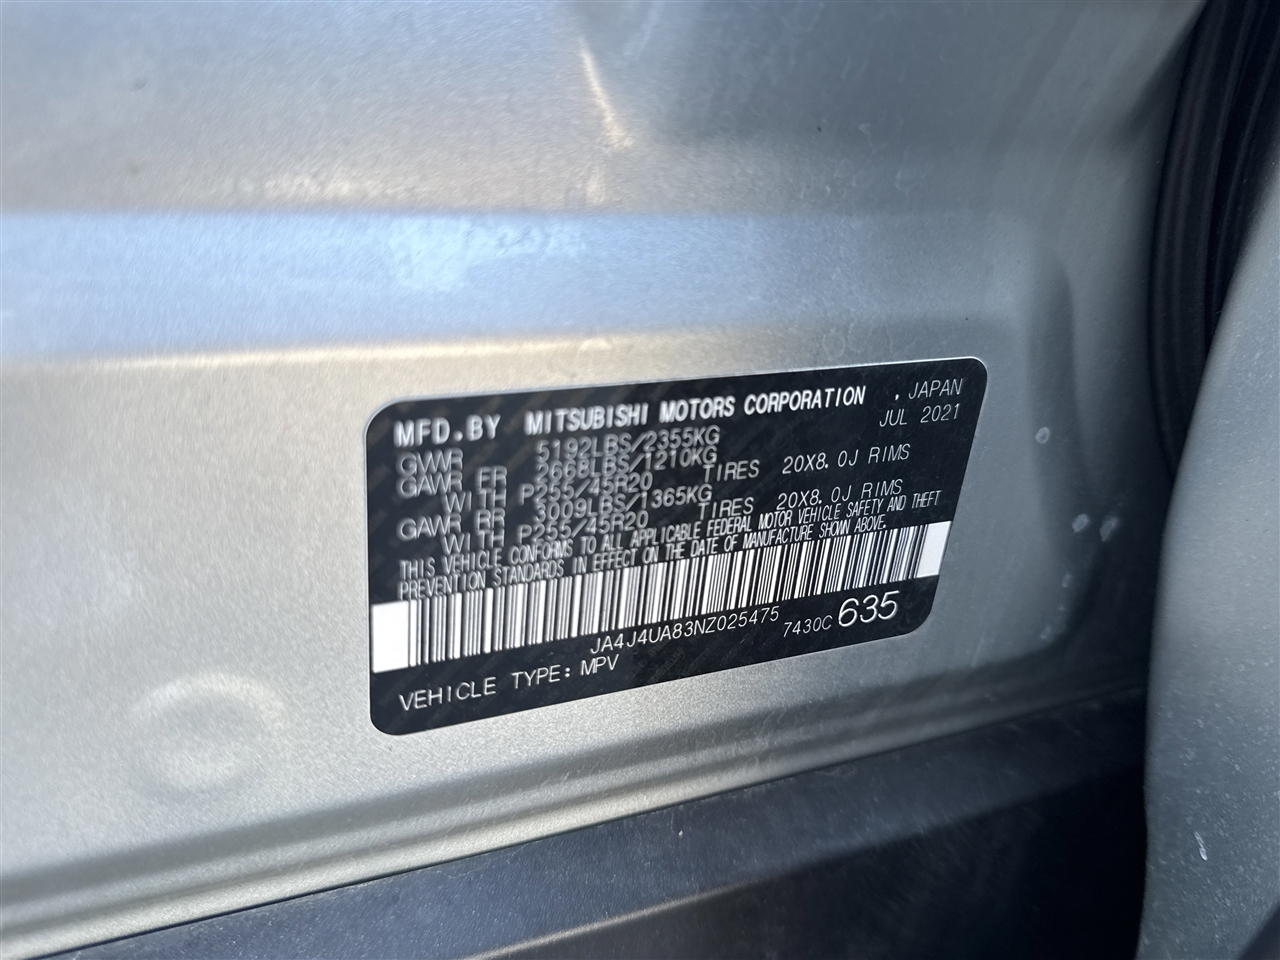 MFD.BY MITSUBISHI MOTORS CORPORATION , JAPAN
JUL 2021
GVWR 5192LBS/2355KG
GAWR FR 2668LBS/1210KG
WITH P255/45R20 TIRES 20X8.0J RIMS
GAWR RR 3009LBS/1365KG
WITH P255/45R20 TIRES 20X8.0J RIMS
THIS VEHICLE CONFORMS TO ALL APPLICABLE FEDERAL MOTOR VEHICLE SAFETY AND THEFT
PREVENTION STANDARDS IN EFFECT ON THE DATE OF MANUFACTURE SHOWN ABOVE.
JA4J4UA83NZ025475 7430C 635
VEHICLE TYPE: MPV